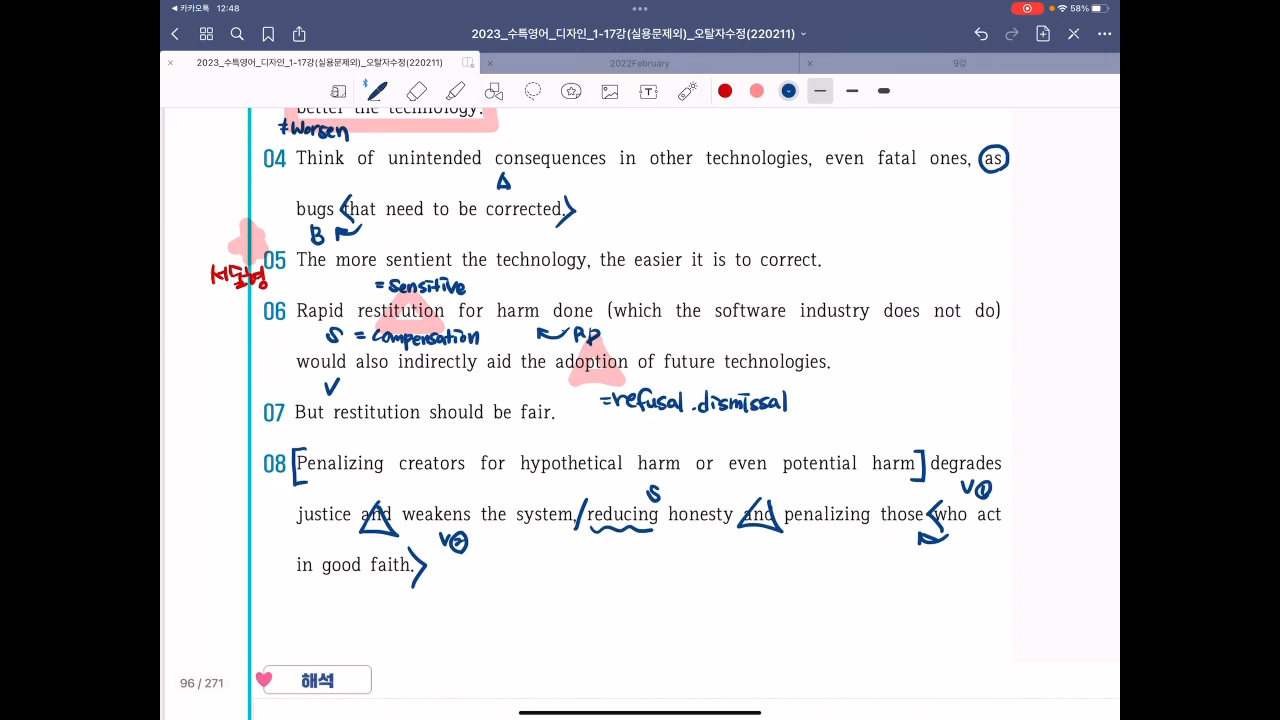 카카오톡 12:48
58%
2023_수특영어_디자인_1-17강(실용문제외)_오탈자수정(220211)
2023_수특영어_디자인_1-17강(실용문제외)_오탈자수정(220211)
2022February
9강
better the technology.
≠worsen
04 Think of unintended consequences in other technologies, even fatal ones, as
A
bugs <that need to be corrected.>
B
05 The more sentient the technology, the easier it is to correct.
서술형
=sensitive
06 Rapid restitution for harm done (which the software industry does not do)
S =compensation
P.P
would also indirectly aid the adoption of future technologies.
V
=refusal.dismissal
07 But restitution should be fair.
08 [Penalizing creators for hypothetical harm or even potential harm] degrades
S
V①
justice and weakens the system,/reducing honesty and penalizing those <who act
V②
in good faith.>
96 / 271
해석